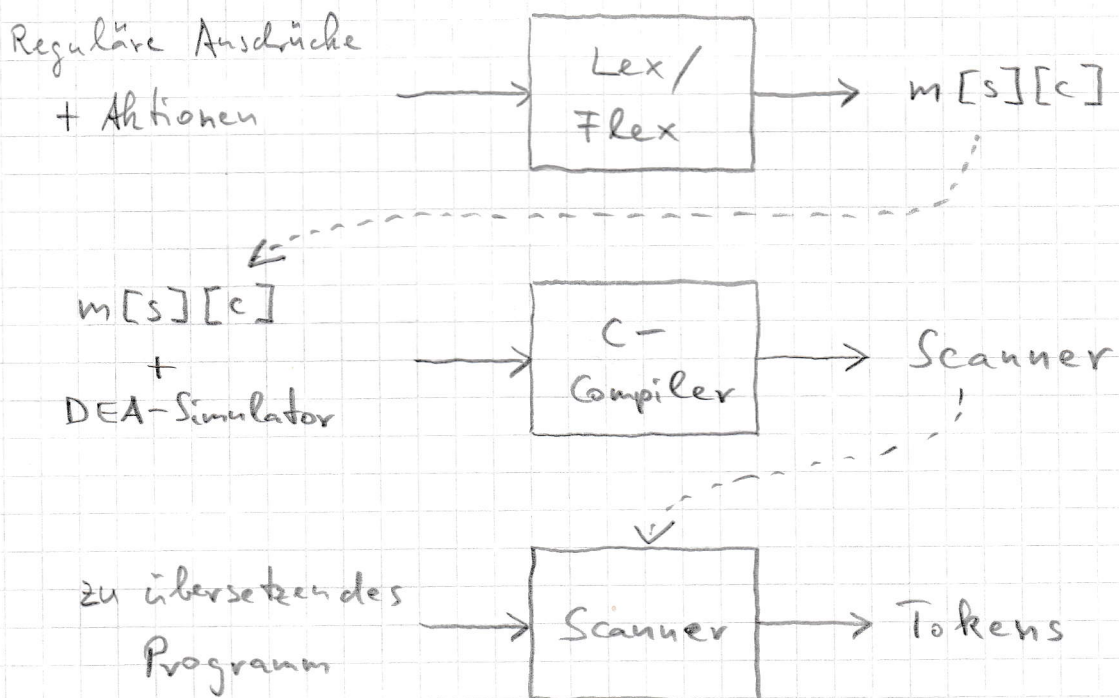 Reguläre Ausdrücke
+ Aktionen
Lex/
Flex
m[s][c]
m[s][c]
+
DEA-Simulator
C-
Compiler
Scanner
zu übersetzendes
Programm
Scanner
Tokens